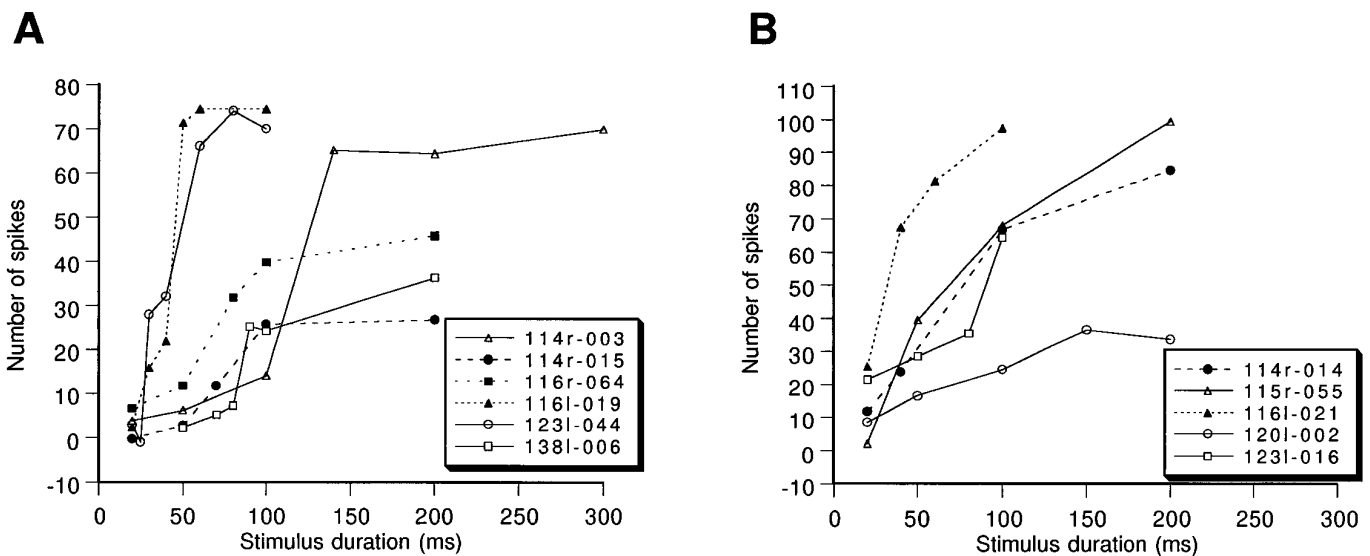 A
80
70
60
50
40
30
20
10
0
-10
Number of spikes
0 50 100 150 200 250 300
Stimulus duration (ms)
114r-003
114r-015
116r-064
116l-019
123l-044
138l-006
B
110
100
90
80
70
60
50
40
30
20
10
0
-10
Number of spikes
0 50 100 150 200 250 300
Stimulus duration (ms)
114r-014
115r-055
116l-021
120l-002
123l-016